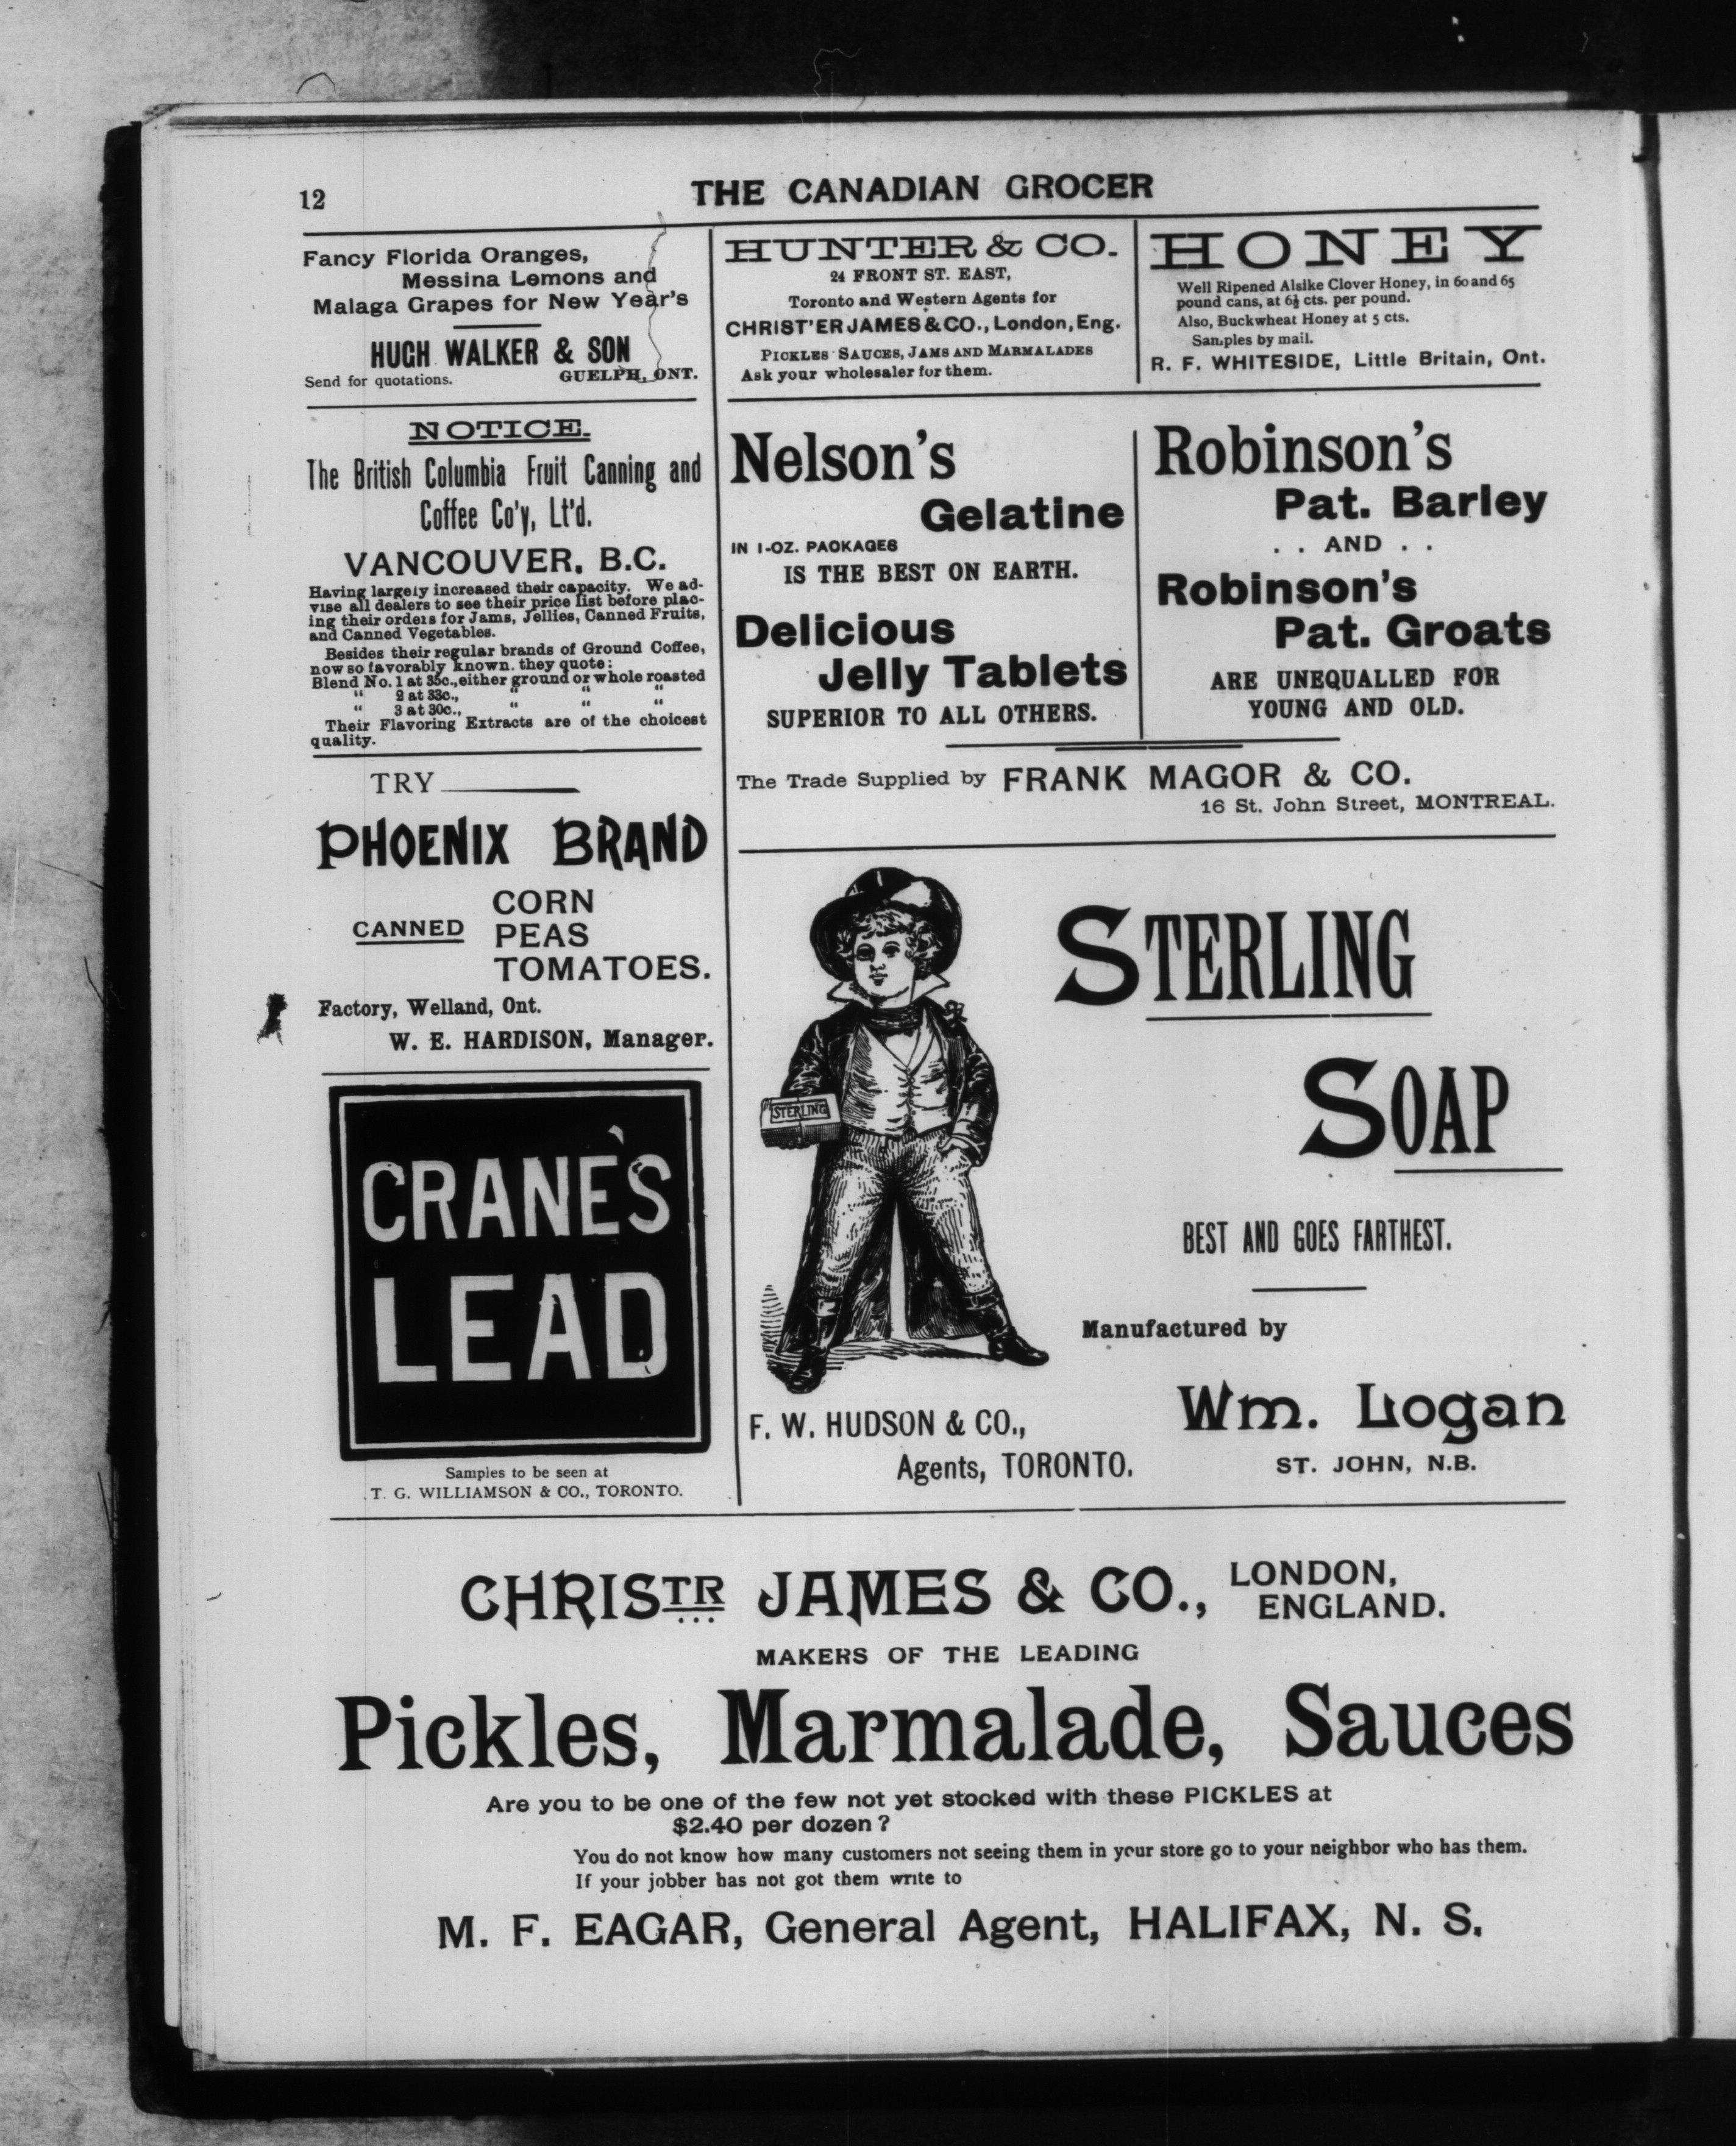 12
THE CANADIAN GROCER
Fancy Florida Oranges,
Messina Lemons and
Malaga Grapes for New Year's
HUGH WALKER & SON
Send for quotations. GUELPH, ONT.
NOTICE.
The British Columbia Fruit Canning and
Coffee Co'y, Lt'd.
VANCOUVER, B.C.
Having largely increased their capacity. We ad-
vise all dealers to see their price list before plac-
ing their orders for Jams, Jellies, Canned Fruits,
and Canned Vegetables.
Besides their regular brands of Ground Coffee,
now so favorably known, they quote:
Blend No. 1 at 35c., either ground or whole roasted
" 2 at 33c., " " "
" 3 at 30c., " " "
Their Flavoring Extracts are of the choicest
quality.
TRY
PHOENIX BRAND
CANNED
CORN
PEAS
TOMATOES.
Factory, Welland, Ont.
W. E. HARDISON, Manager.
CRANE'S
LEAD
Samples to be seen at
T. G. WILLIAMSON & CO., TORONTO.
HUNTER & CO.
24 FRONT ST. EAST,
Toronto and Western Agents for
CHRIST'ER JAMES & CO., London, Eng.
PICKLES SAUCES, JAMS AND MARMALADES
Ask your wholesaler for them.
HONEY
Well Ripened Alsike Clover Honey, in 60 and 65
pound cans, at 6½ cts. per pound.
Also, Buckwheat Honey at 5 cts.
Samples by mail.
R. F. WHITESIDE, Little Britain, Ont.
Nelson's
Gelatine
IN 1-OZ. PACKAGES
IS THE BEST ON EARTH.
Delicious
Jelly Tablets
SUPERIOR TO ALL OTHERS.
Robinson's
Pat. Barley
. . AND . .
Robinson's
Pat. Groats
ARE UNEQUALLED FOR
YOUNG AND OLD.
The Trade Supplied by FRANK MAGOR & CO.
16 St. John Street, MONTREAL.
STERLING
SOAP
STERLING
BEST AND GOES FARTHEST.
Manufactured by
Wm. Logan
ST. JOHN, N.B.
F. W. HUDSON & CO.,
Agents, TORONTO.
CHRISTR JAMES & CO., LONDON,
ENGLAND.
MAKERS OF THE LEADING
Pickles, Marmalade, Sauces
Are you to be one of the few not yet stocked with these PICKLES at
$2.40 per dozen?
You do not know how many customers not seeing them in your store go to your neighbor who has them.
If your jobber has not got them write to
M. F. EAGAR, General Agent, HALIFAX, N. S.